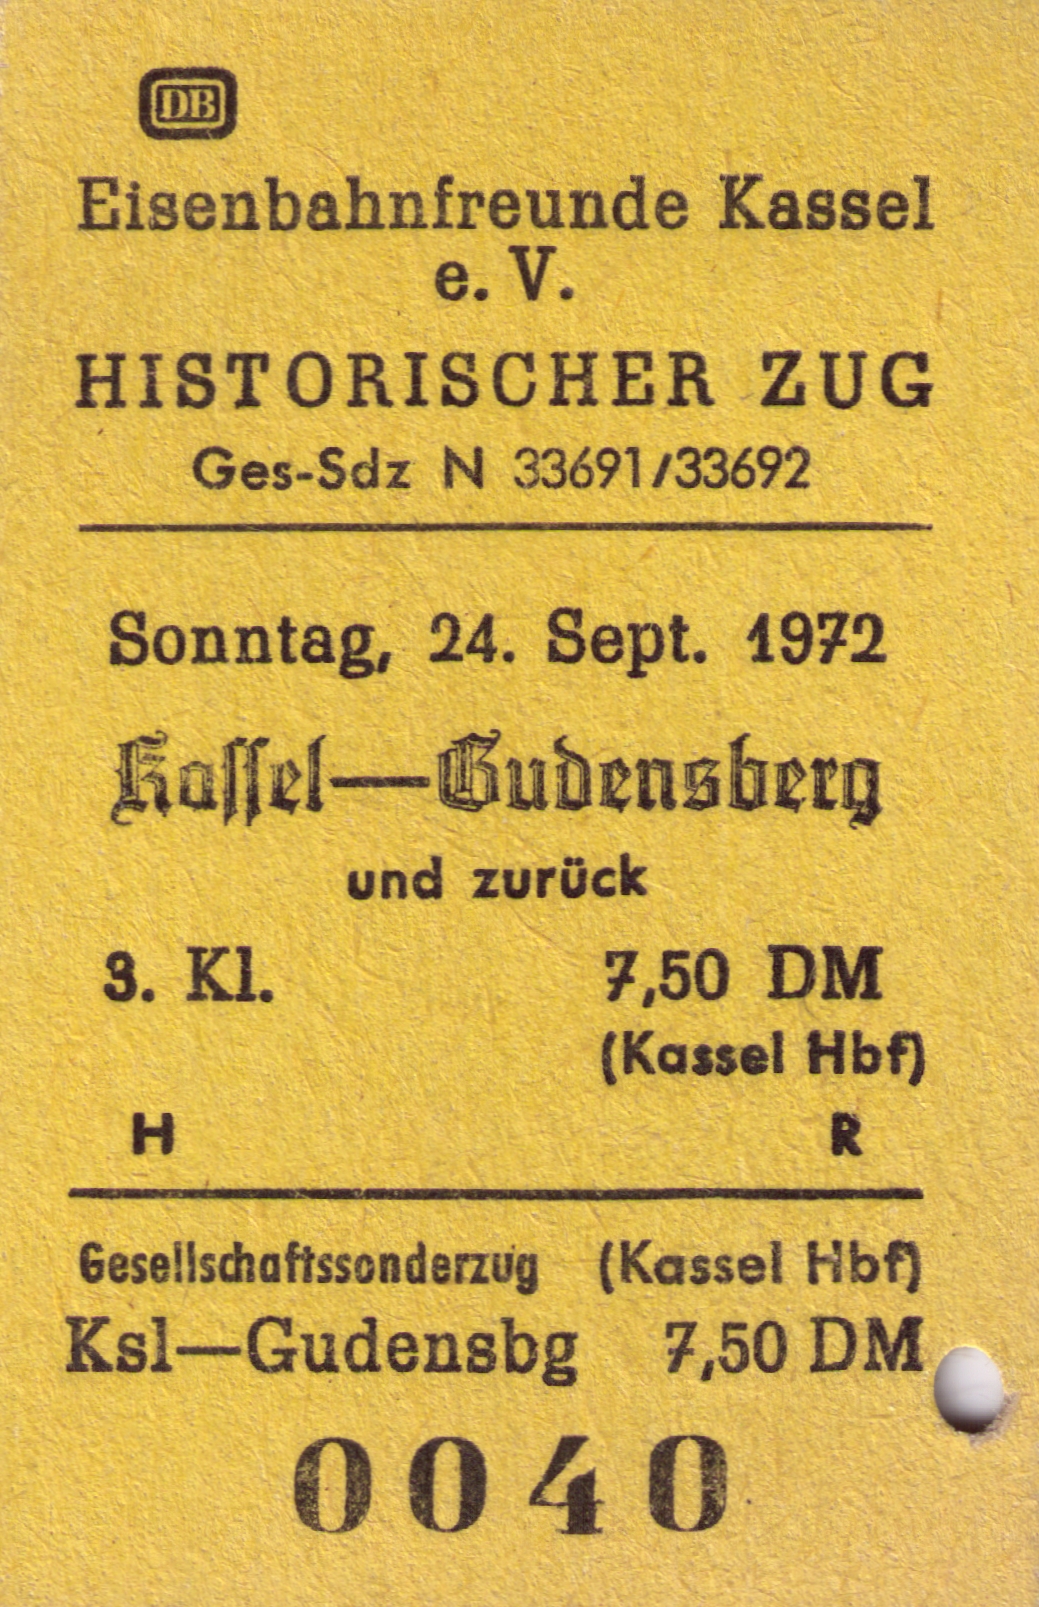 DB
Eisenbahnfreunde Kassel
e. V.
HISTORISCHER ZUG
Ges-Sdz N 33691/33692
Sonntag, 24. Sept. 1972
Kassel—Gudensberg
und zurück
3. Kl. 7,50 DM
(Kassel Hbf)
H R
Gesellschaftssonderzug (Kassel Hbf)
Ksl—Gudensbg 7,50 DM
0040